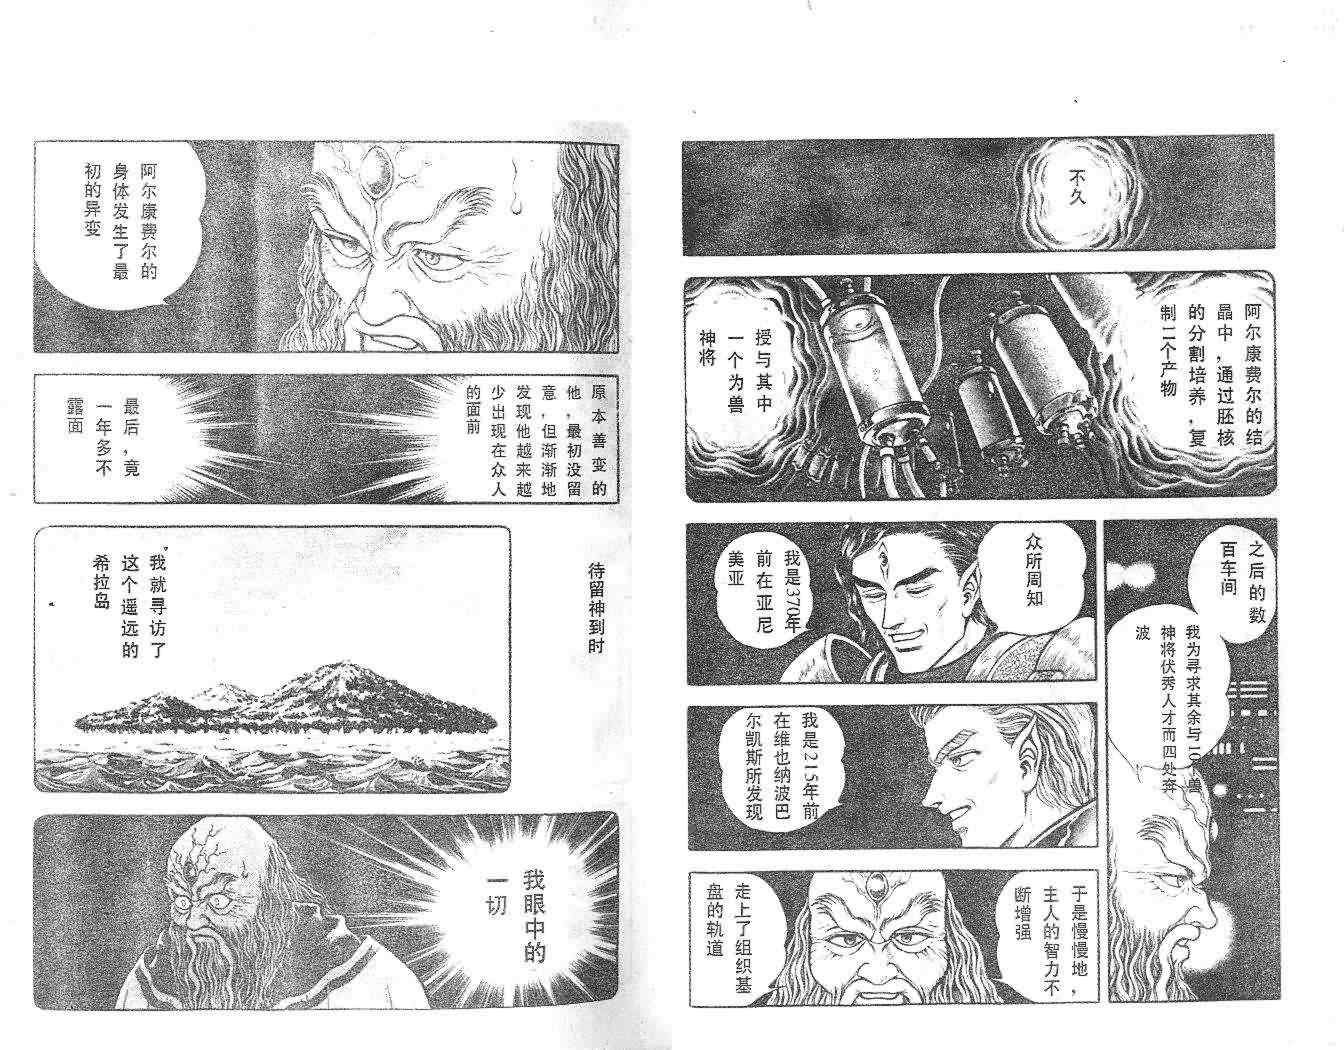 不久
阿尔康费尔的结
晶中，通过胚核
的分割培养，复
制二个产物
授与其中
一个为兽
神将
之后的数
百车间
我为寻求其余与10个兽
神将伏秀人才而四处奔
波
众所周知
我是370年
前在亚尼
美亚
我是215年前
在维也纳波巴
尔凯斯所发现
于是慢慢地，
主人的智力不
断增强
走上了组织基
盘的轨道
阿尔康费尔的
身体发生了最
初的异变
原本善变的
他，最初没留
意，但渐渐地
发现他越来越
少出现在众人
的面前
最后，竟
一年多不
露面
待留神到时
我就寻访了
这个遥远的
希拉岛
我眼中的
一切